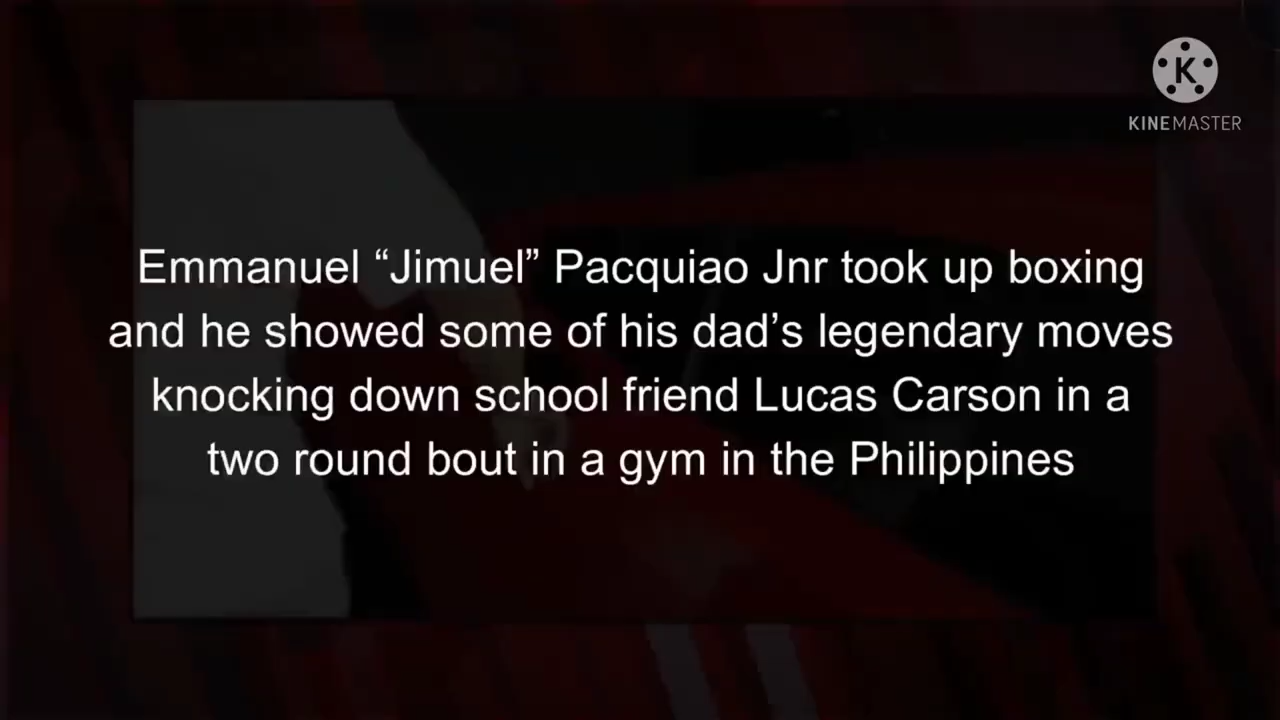 K
KINEMASTER
Emmanuel “Jimuel” Pacquiao Jnr took up boxing
and he showed some of his dad’s legendary moves
knocking down school friend Lucas Carson in a
two round bout in a gym in the Philippines